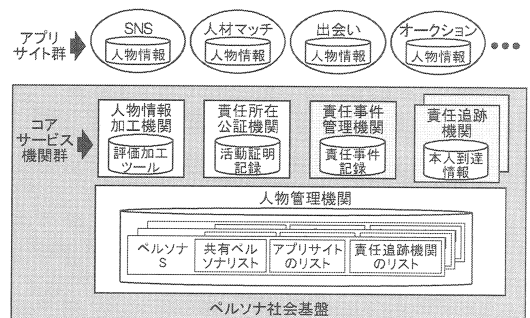 アプリ
サイト群
SNS
人物情報
人材マッチ
人物情報
出会い
人物情報
オークション
人物情報
コア
サービス
機関群
人物情報
加工機関
評価加工
ツール
責任所在
公証機関
活動証明
記録
責任事件
管理機関
責任事件
記録
責任追跡
機関
本人到達
情報
人物管理機関
ペルソナ
S
共有ペル
ソナリスト
アプリサイト
のリスト
責任追跡機関
のリスト
ペルソナ社会基盤